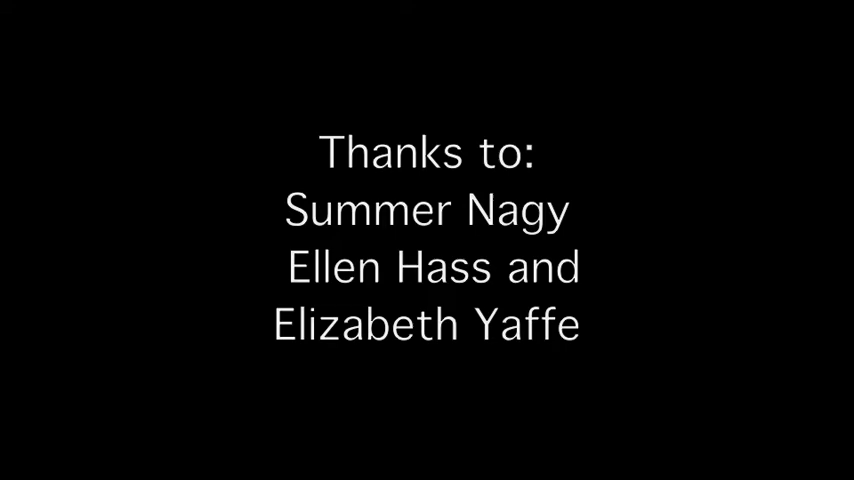 Thanks to:
Summer Nagy
Ellen Hass and
Elizabeth Yaffe